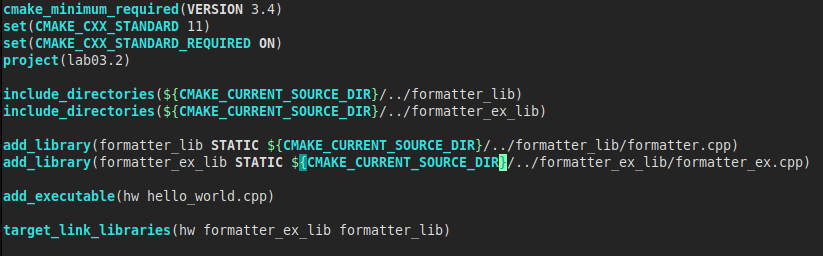 cmake_minimum_required(VERSION 3.4)
set(CMAKE_CXX_STANDARD 11)
set(CMAKE_CXX_STANDARD_REQUIRED ON)
project(lab03.2)
include_directories(${CMAKE_CURRENT_SOURCE_DIR}/../formatter_lib)
include_directories(${CMAKE_CURRENT_SOURCE_DIR}/../formatter_ex_lib)
add_library(formatter_lib STATIC ${CMAKE_CURRENT_SOURCE_DIR}/../formatter_lib/formatter.cpp)
add_library(formatter_ex_lib STATIC ${CMAKE_CURRENT_SOURCE_DIR}/../formatter_ex_lib/formatter_ex.cpp)
add_executable(hw hello_world.cpp)
target_link_libraries(hw formatter_ex_lib formatter_lib)